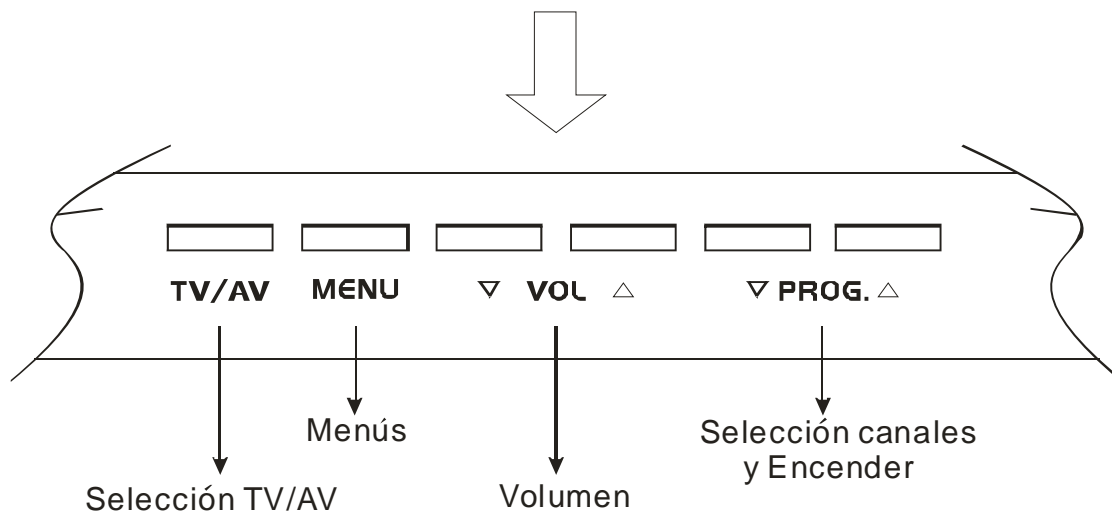 TV/AV MENU ▽ VOL △ ▽ PROG. △
Menús
Selección canales
y Encender
Selección TV/AV
Volumen